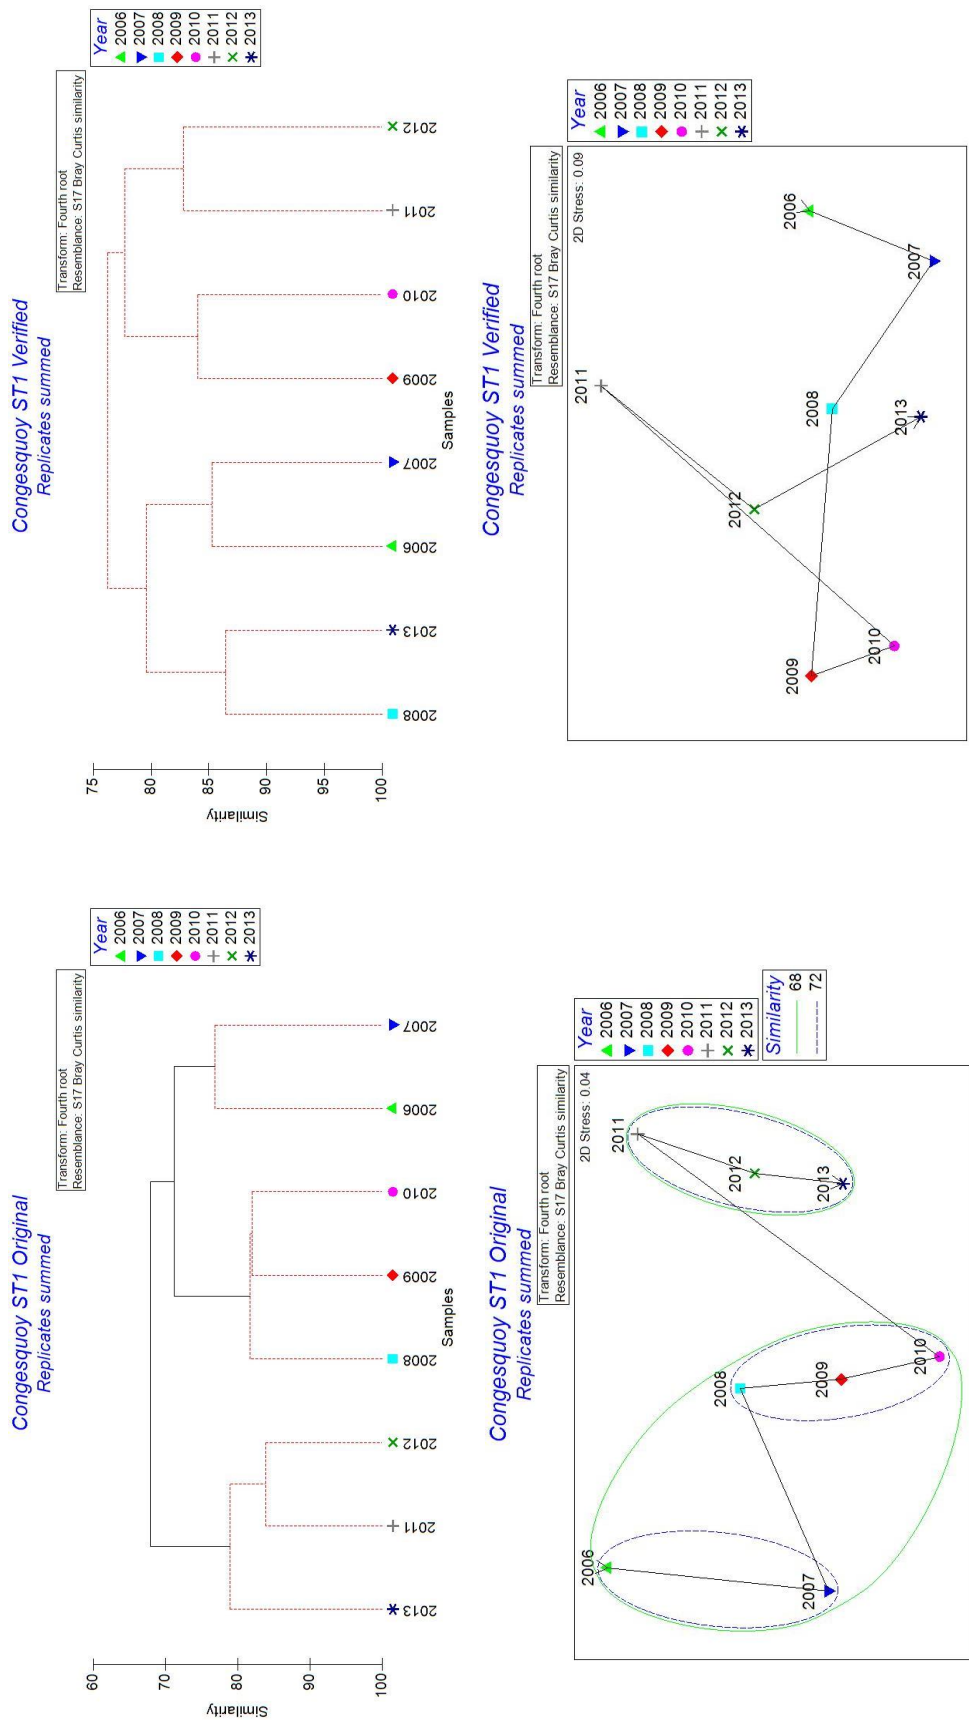 Congesquoy ST1 Original
Replicates summed
Transform: Fourth root
Resemblance: S17 Bray Curtis similarity
Year
2006
2007
2008
2009
2010
2011
2012
2013
60
70
80
90
100
Similarity
2013
2011
2012
2008
2009
2010
2006
2007
Samples
Congesquoy ST1 Verified
Replicates summed
Transform: Fourth root
Resemblance: S17 Bray Curtis similarity
Year
2006
2007
2008
2009
2010
2011
2012
2013
75
80
85
90
95
100
Similarity
2008
2013
2006
2007
2009
2010
2011
2012
Samples
Congesquoy ST1 Original
Replicates summed
Transform: Fourth root
Resemblance: S17 Bray Curtis similarity
2D Stress: 0.04
2006
2007
2008
2009
2010
2011
2012
2013
Year
2006
2007
2008
2009
2010
2011
2012
2013
Similarity
68
72
Congesquoy ST1 Verified
Replicates summed
Transform: Fourth root
Resemblance: S17 Bray Curtis similarity
2D Stress: 0.09
2011
2006
2012
2008
2009
2013
2007
2010
Year
2006
2007
2008
2009
2010
2011
2012
2013